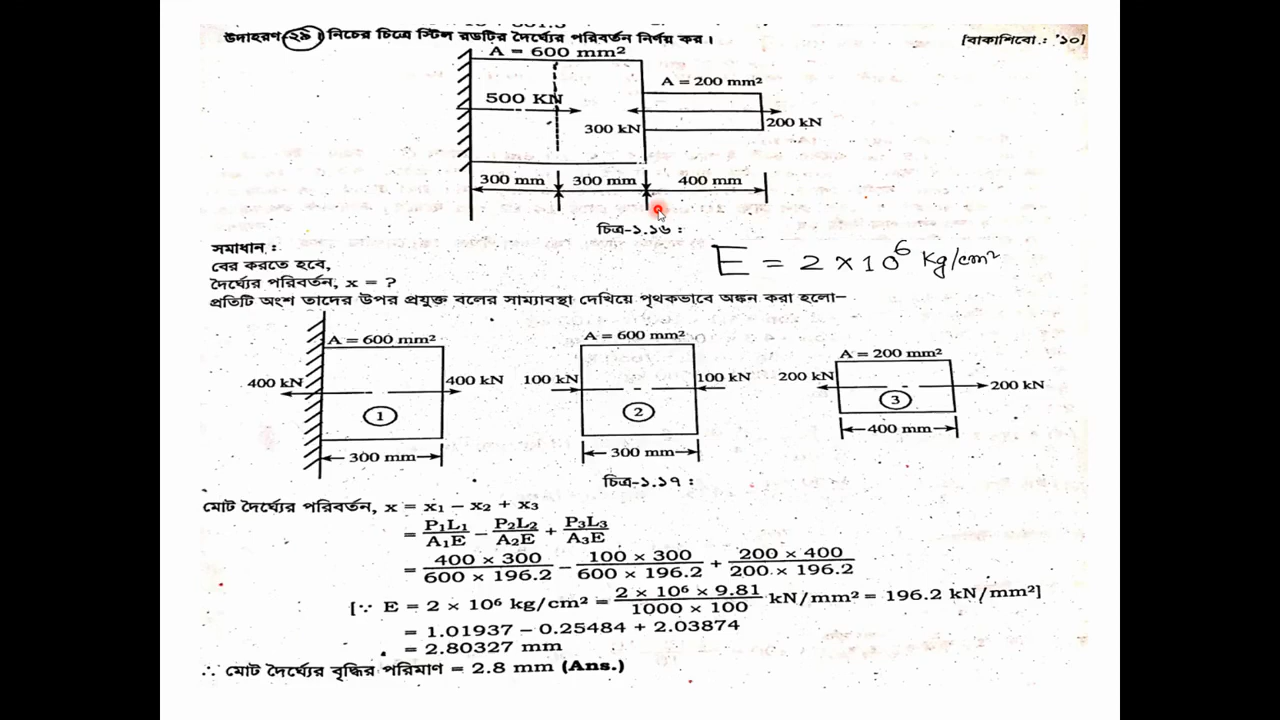 উদাহরণ-২৯। নিচের চিত্রে স্টিল রডটির দৈর্ঘ্যের পরিবর্তন নির্ণয় কর। [বাকাশিবো.: '১০]
A = 600 mm²
A = 200 mm²
500 KN
200 kN
300 kN
300 mm 300 mm 400 mm
চিত্র-১.১৬ :
সমাধান :
E = 2 × 10⁶ Kg/cm²
বের করতে হবে,
দৈর্ঘ্যের পরিবর্তন, x = ?
প্রতিটি অংশ তাদের উপর প্রযুক্ত বলের সাম্যাবস্থা দেখিয়ে পৃথকভাবে অঙ্কন করা হলো–
A = 600 mm² A = 600 mm² A = 200 mm²
400 kN 400 kN 100 kN 100 kN 200 kN 200 kN
1 2 3
300 mm 300 mm 400 mm
চিত্র-১.১৭ :
মোট দৈর্ঘ্যের পরিবর্তন, x = x₁ – x₂ + x₃
= P₁L₁/A₁E – P₂L₂/A₂E + P₃L₃/A₃E
= 400 × 300/600 × 196.2 – 100 × 300/600 × 196.2 + 200 × 400/200 × 196.2
[∵ E = 2 × 10⁶ kg/cm² = 2 × 10⁶ × 9.81/1000 × 100 kN/mm² = 196.2 kN/mm²]
= 1.01937 – 0.25484 + 2.03874
= 2.80327 mm
∴ মোট দৈর্ঘ্যের বৃদ্ধির পরিমাণ = 2.8 mm (Ans.)